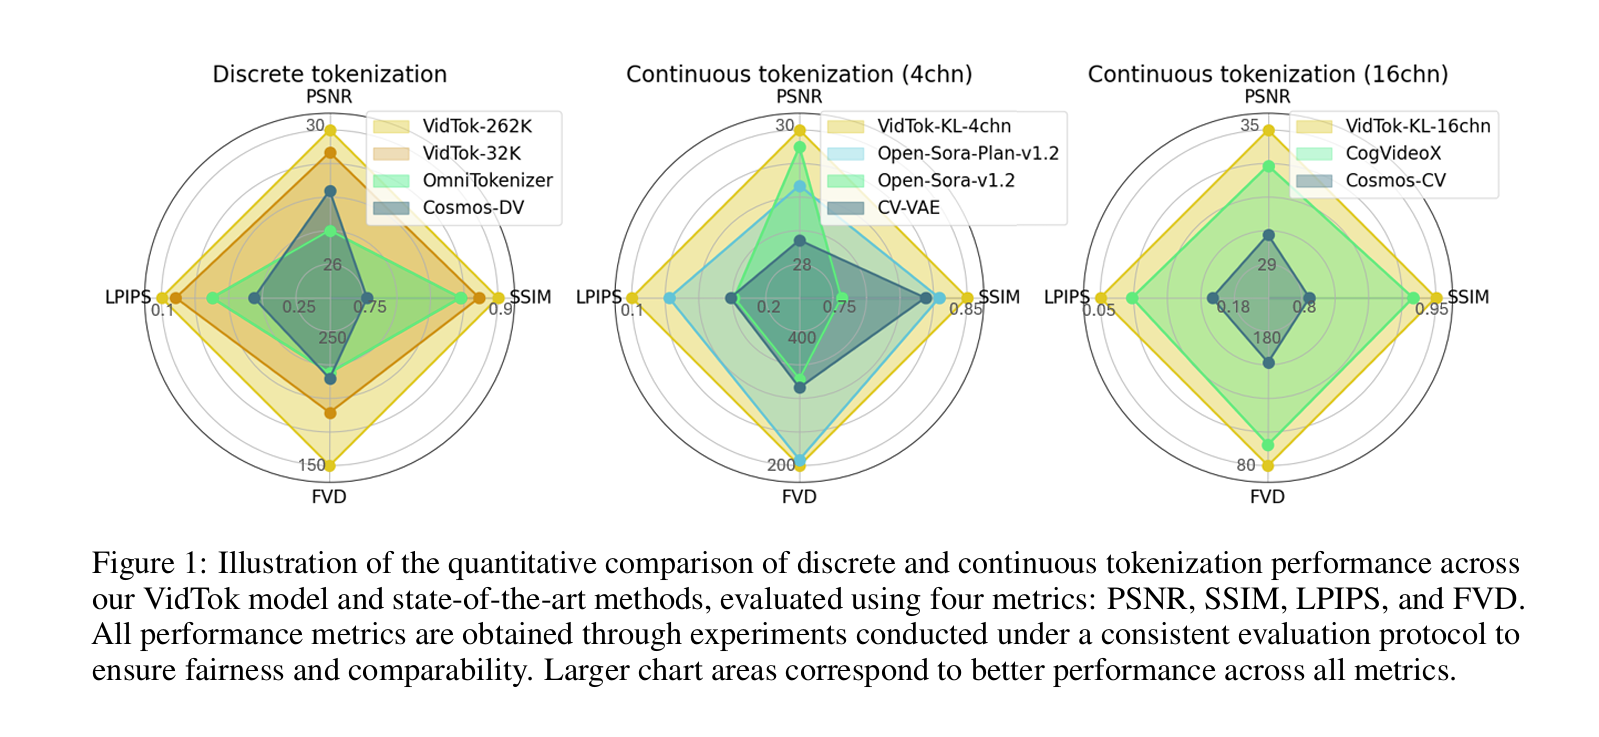 Discrete tokenization
PSNR
30
26
LPIPS
0.1
0.25
0.75
0.9
SSIM
250
150
FVD
VidTok-262K
VidTok-32K
OmniTokenizer
Cosmos-DV
Continuous tokenization (4chn)
PSNR
30
28
LPIPS
0.1
0.2
0.75
0.85
SSIM
400
200
FVD
VidTok-KL-4chn
Open-Sora-Plan-v1.2
Open-Sora-v1.2
CV-VAE
Continuous tokenization (16chn)
PSNR
35
29
LPIPS
0.05
0.18
0.8
0.95
SSIM
180
80
FVD
VidTok-KL-16chn
CogVideoX
Cosmos-CV
Figure 1: Illustration of the quantitative comparison of discrete and continuous tokenization performance across
our VidTok model and state-of-the-art methods, evaluated using four metrics: PSNR, SSIM, LPIPS, and FVD.
All performance metrics are obtained through experiments conducted under a consistent evaluation protocol to
ensure fairness and comparability. Larger chart areas correspond to better performance across all metrics.